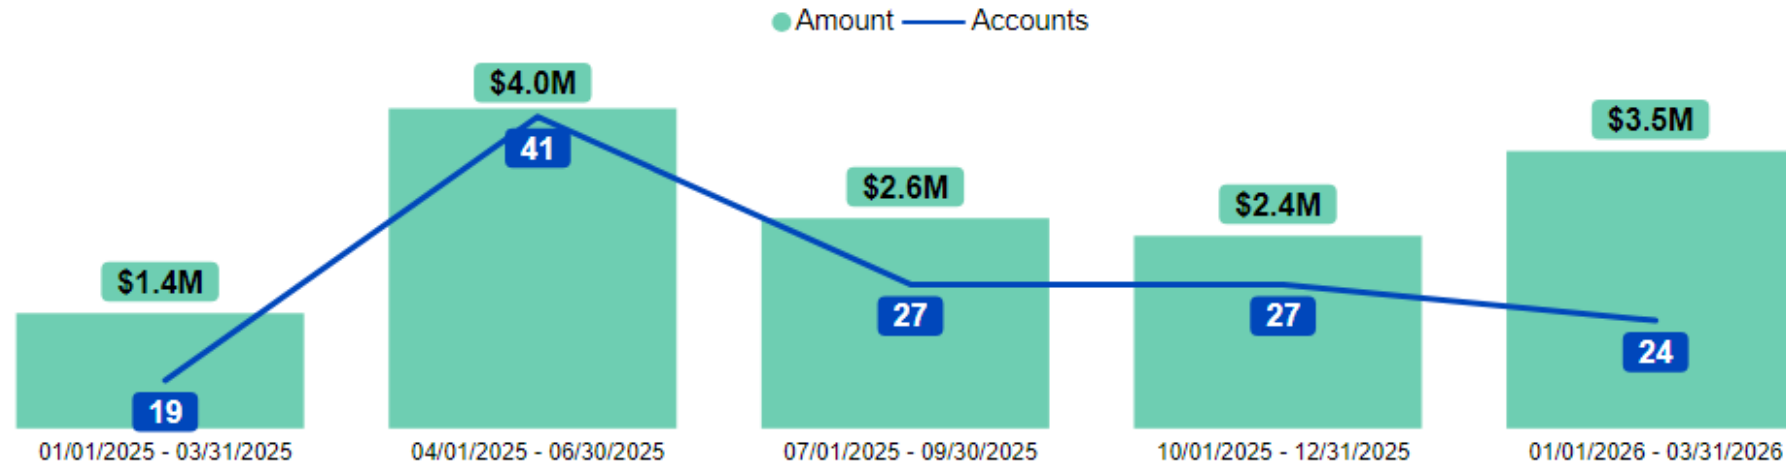 Amount Accounts
$1.4M
$4.0M
$2.6M
$2.4M
$3.5M
19
41
27
27
24
01/01/2025 - 03/31/2025
04/01/2025 - 06/30/2025
07/01/2025 - 09/30/2025
10/01/2025 - 12/31/2025
01/01/2026 - 03/31/2026